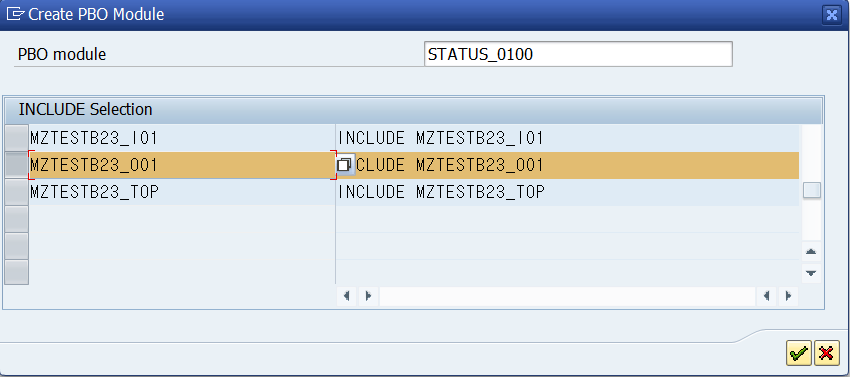 Create PBO Module
PBO module
STATUS_0100
INCLUDE Selection
MZTESTB23_I01 INCLUDE MZTESTB23_I01
MZTESTB23_O01 CLUDE MZTESTB23_O01
MZTESTB23_TOP INCLUDE MZTESTB23_TOP